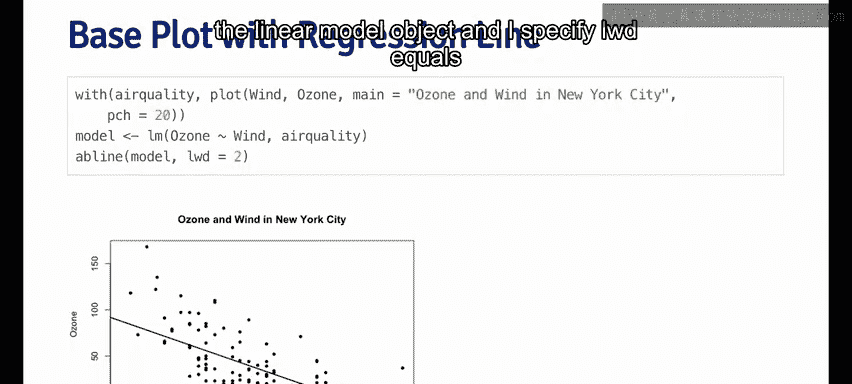 Base Plot with Regression Line
the linear model object and I specify lwd
equals
with(airquality, plot(Wind, Ozone, main = "Ozone and Wind in New York City",
pch = 20))
model <- lm(Ozone ~ Wind, airquality)
abline(model, lwd = 2)
Ozone and Wind in New York City
150
100
50
Ozone